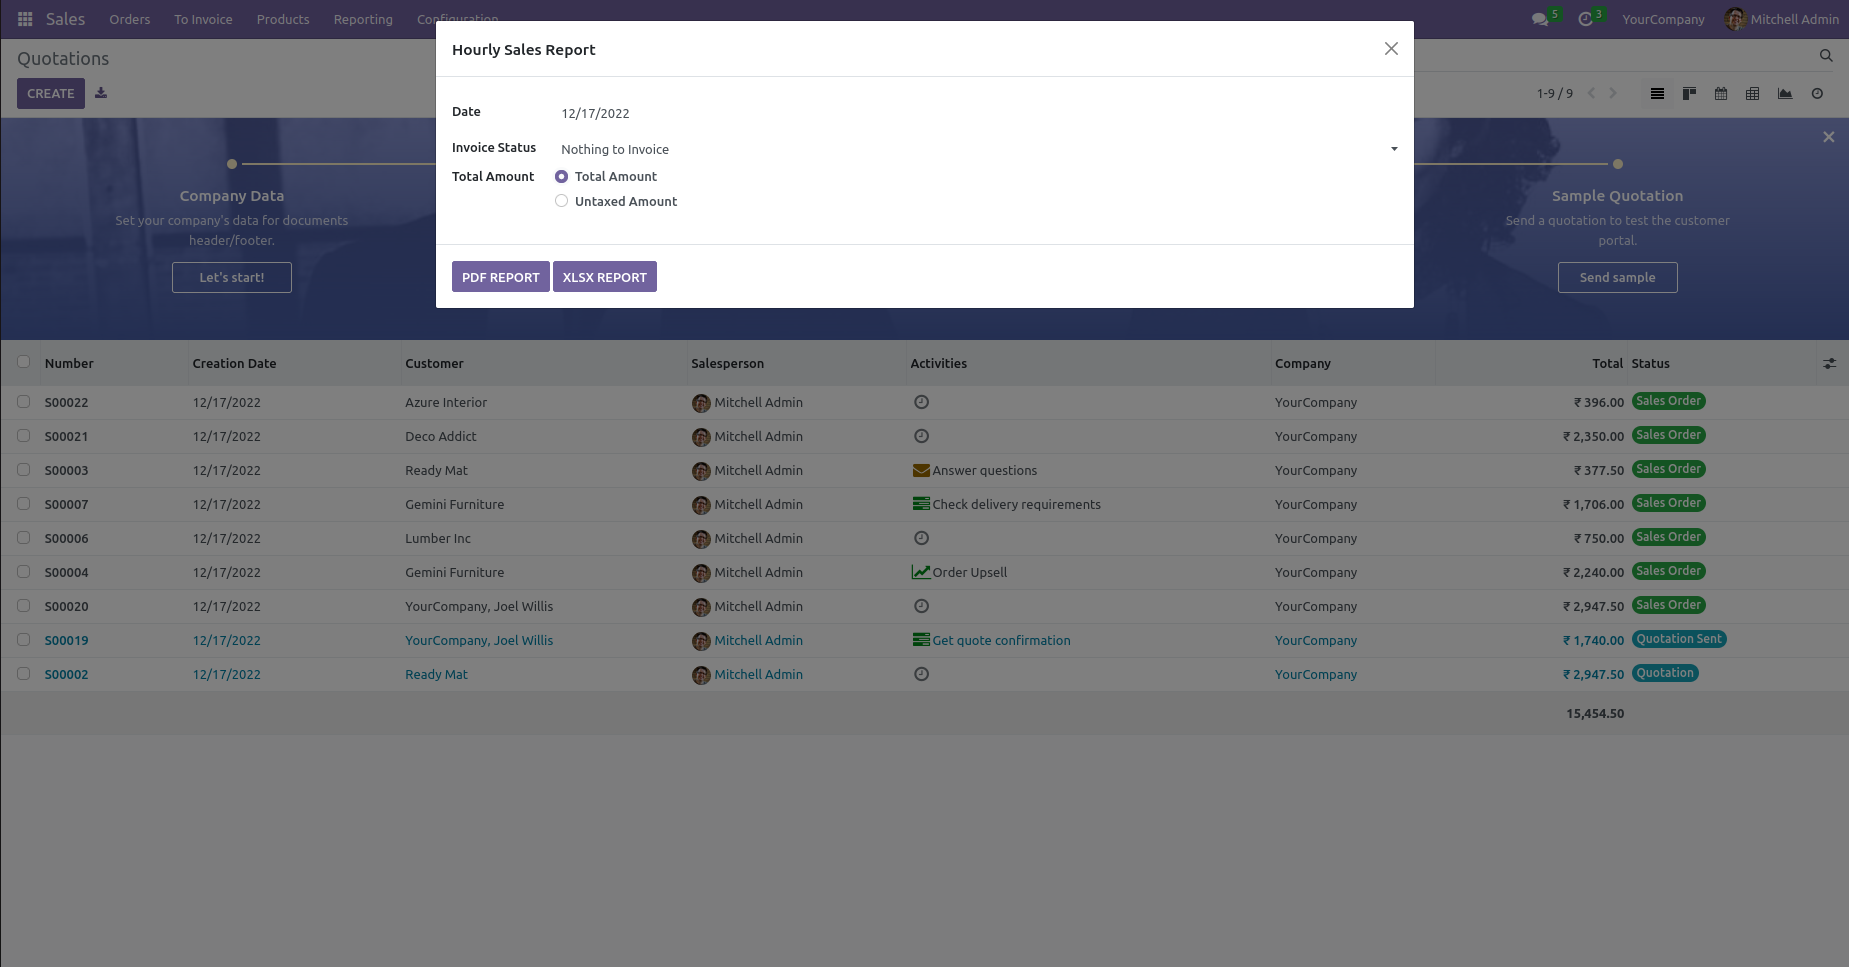 Sales Orders To Invoice Products Reporting Configuration 5 3 YourCompany Mitchell Admin
Quotations
CREATE
1-9 / 9
Hourly Sales Report
Date 12/17/2022
Invoice Status Nothing to Invoice
Total Amount Total Amount
Untaxed Amount
PDF REPORT XLSX REPORT
Company Data
Set your company's data for documents
header/footer.
Let's start!
Sample Quotation
Send a quotation to test the customer
portal.
Send sample
Number Creation Date Customer Salesperson Activities Company Total Status
S00022 12/17/2022 Azure Interior Mitchell Admin YourCompany ₹ 396.00 Sales Order
S00021 12/17/2022 Deco Addict Mitchell Admin YourCompany ₹ 2,350.00 Sales Order
S00003 12/17/2022 Ready Mat Mitchell Admin Answer questions YourCompany ₹ 377.50 Sales Order
S00007 12/17/2022 Gemini Furniture Mitchell Admin Check delivery requirements YourCompany ₹ 1,706.00 Sales Order
S00006 12/17/2022 Lumber Inc Mitchell Admin YourCompany ₹ 750.00 Sales Order
S00004 12/17/2022 Gemini Furniture Mitchell Admin Order Upsell YourCompany ₹ 2,240.00 Sales Order
S00020 12/17/2022 YourCompany, Joel Willis Mitchell Admin YourCompany ₹ 2,947.50 Sales Order
S00019 12/17/2022 YourCompany, Joel Willis Mitchell Admin Get quote confirmation YourCompany ₹ 1,740.00 Quotation Sent
S00002 12/17/2022 Ready Mat Mitchell Admin YourCompany ₹ 2,947.50 Quotation
15,454.50